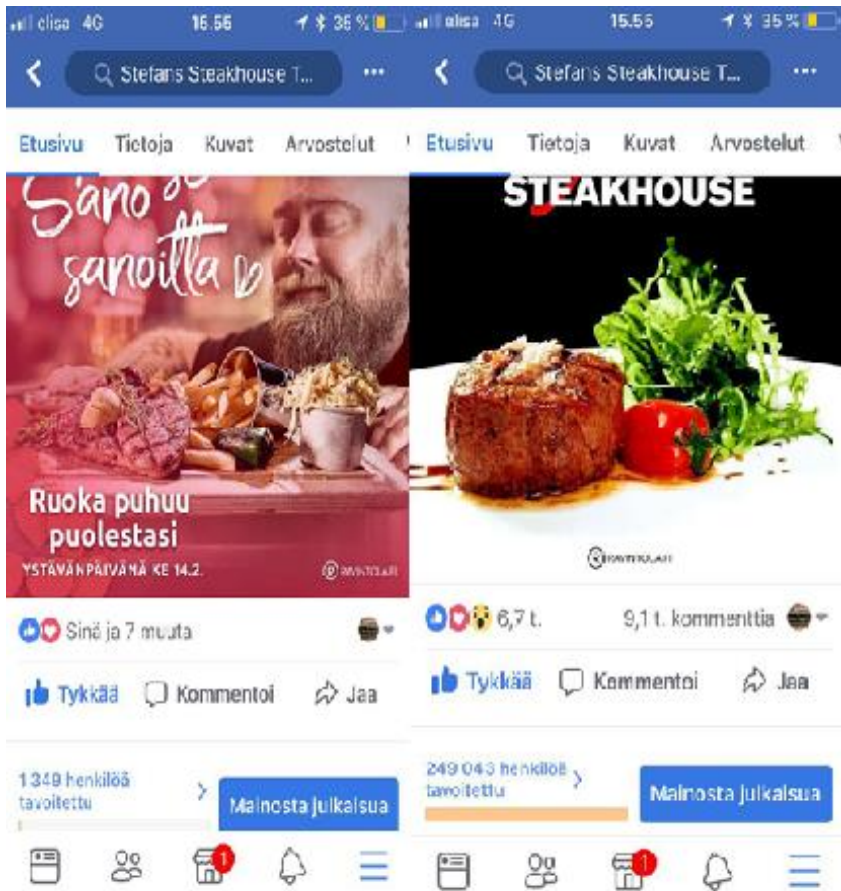 elisa 4G 15.55 35 %
Stefans Steakhouse T...
Etusivu Tietoja Kuvat Arvostelut
Sano
sanoilla
Ruoka puhuu
puolestasi
YSTÄVÄNPÄIVÄNÄ KE 14.2.
Sinä ja 7 muuta
Tykkää Kommentoi Jaa
1 349 henkilöä
tavoitettu
Mainosta julkaisua
1
elisa 4G 15.55 35 %
Stefans Steakhouse T...
Etusivu Tietoja Kuvat Arvostelut
STEAKHOUSE
6,7 t. 9,1 t. kommenttia
Tykkää Kommentoi Jaa
249 043 henkilöä
tavoitettu
Mainosta julkaisua
1